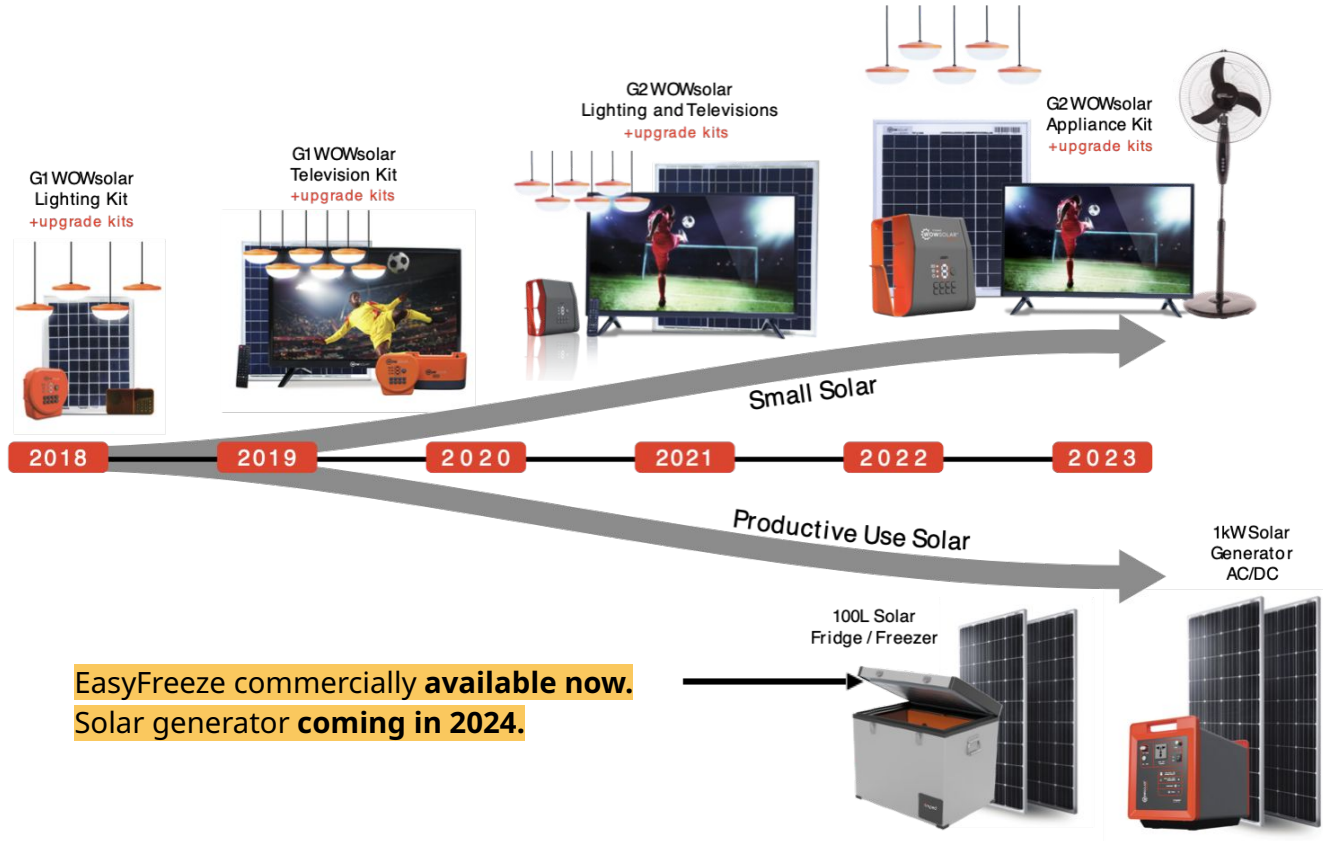 G1 WOWsolar
Lighting Kit
+upgrade kits
G1 WOWsolar
Television Kit
+upgrade kits
G2 WOWsolar
Lighting and Televisions
+upgrade kits
G2 WOWsolar
Appliance Kit
+upgrade kits
WOWSOLAR
Small Solar
2018
2019
2020
2021
2022
2023
Productive Use Solar
1kW Solar
Generator
AC/DC
100L Solar
Fridge / Freezer
EasyFreeze commercially available now.
Solar generator coming in 2024.